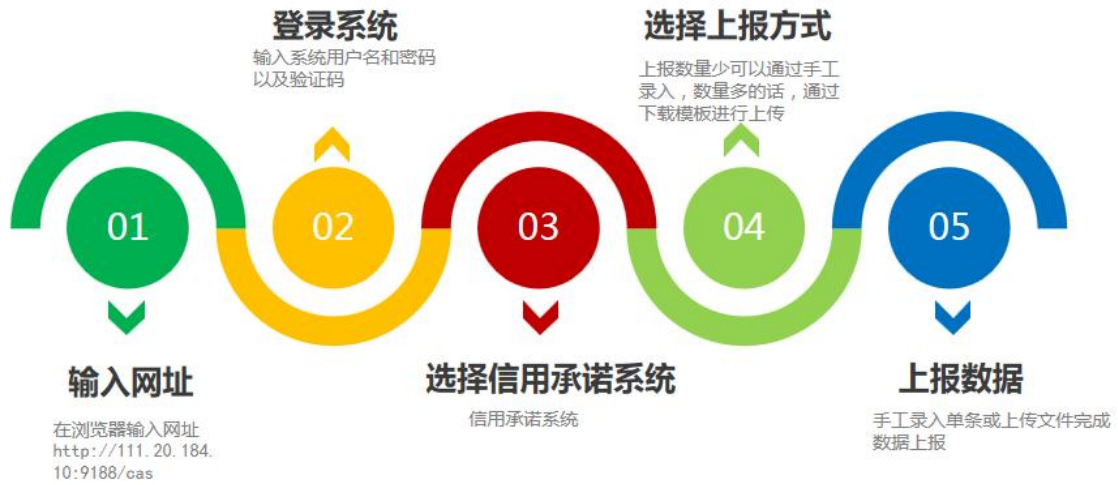 01
输入网址
在浏览器输入网址
http://111.20.184.
10:9188/cas
登录系统
输入系统用户名和密码
以及验证码
02
03
选择信用承诺系统
信用承诺系统
选择上报方式
上报数量少可以通过手工
录入，数量多的话，通过
下载模板进行上传
04
05
上报数据
手工录入单条或上传文件完成
数据上报